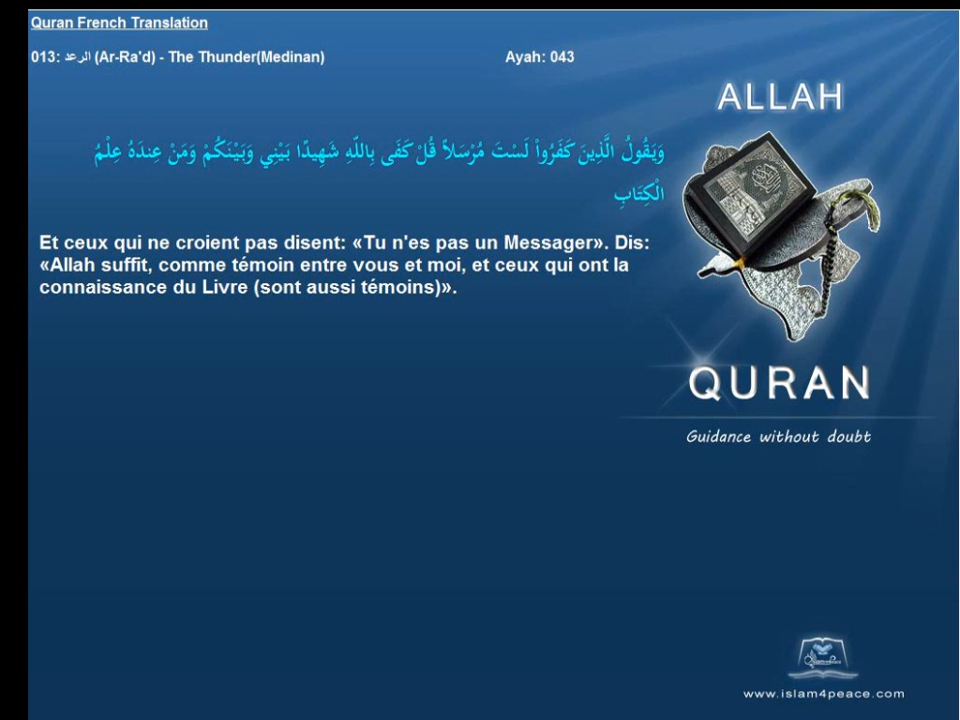 Quran French Translation
013: الرعد (Ar-Ra'd) - The Thunder(Medinan) Ayah: 043
ALLAH
وَيَقُولُ الَّذِينَ كَفَرُواْ لَسْتَ مُرْسَلاً قُلْ كَفَى بِاللّهِ شَهِيدًا بَيْنِي وَبَيْنَكُمْ وَمَنْ عِندَهُ عِلْمُ
الْكِتَابِ
Et ceux qui ne croient pas disent: «Tu n'es pas un Messager». Dis:
«Allah suffit, comme témoin entre vous et moi, et ceux qui ont la
connaissance du Livre (sont aussi témoins)».
QURAN
Guidance without doubt
www.islam4peace.com